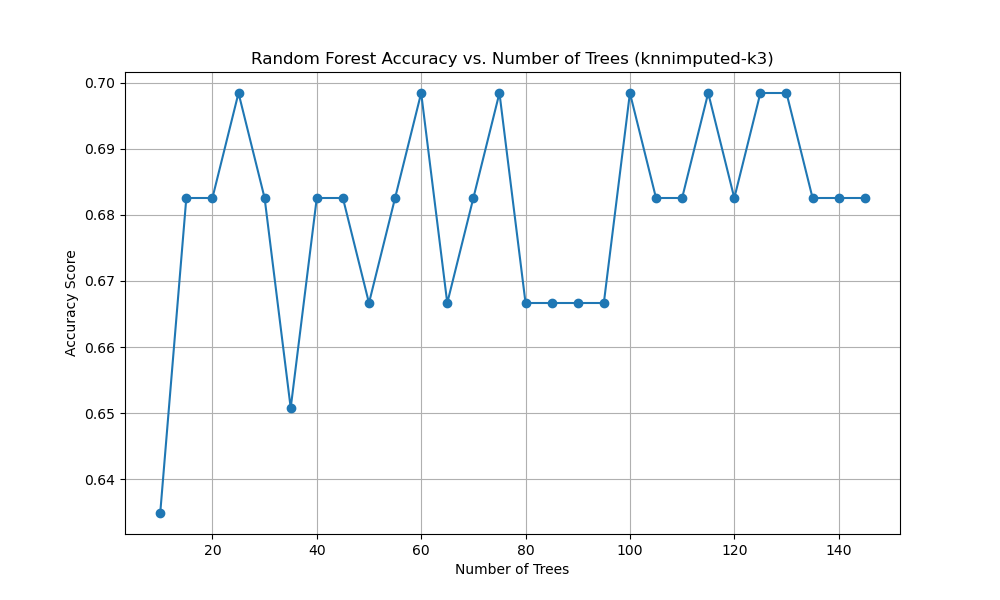 Random Forest Accuracy vs. Number of Trees (knnimputed-k3)
0.70
0.69
0.68
0.67
0.66
0.65
0.64
Accuracy Score
20 40 60 80 100 120 140
Number of Trees